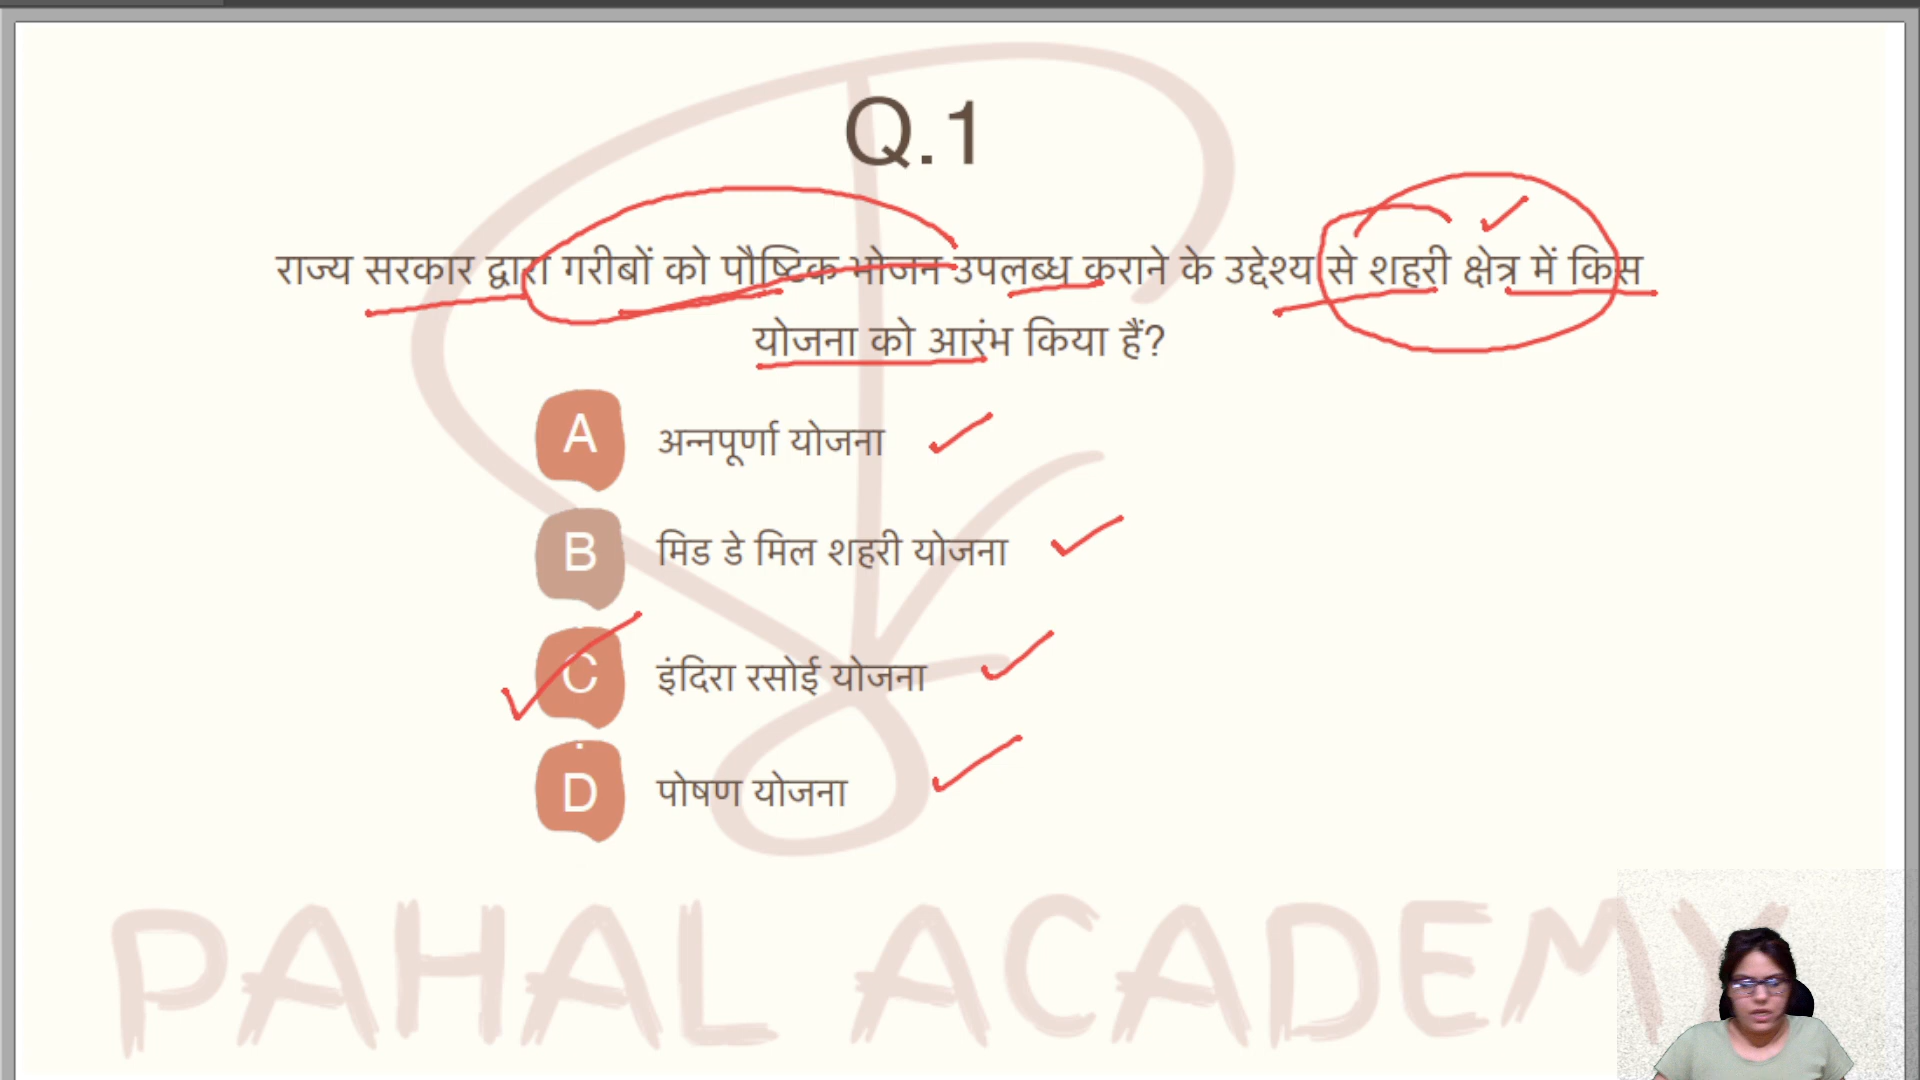 Q.1
राज्य सरकार द्वारा गरीबों को पौष्टिक भोजन उपलब्ध कराने के उद्देश्य से शहरी क्षेत्र में किस
योजना को आरंभ किया हैं?
A अन्नपूर्णा योजना
B मिड डे मिल शहरी योजना
C इंदिरा रसोई योजना
D पोषण योजना
PAHAL ACADEMY